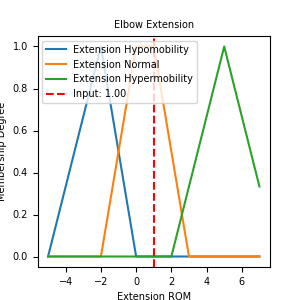 Elbow Extension
Extension Hypomobility
Extension Normal
Extension Hypermobility
Input: 1.00
1.0
0.8
0.6
0.4
0.2
0.0
Membership Degree
−4 −2 0 2 4 6
Extension ROM